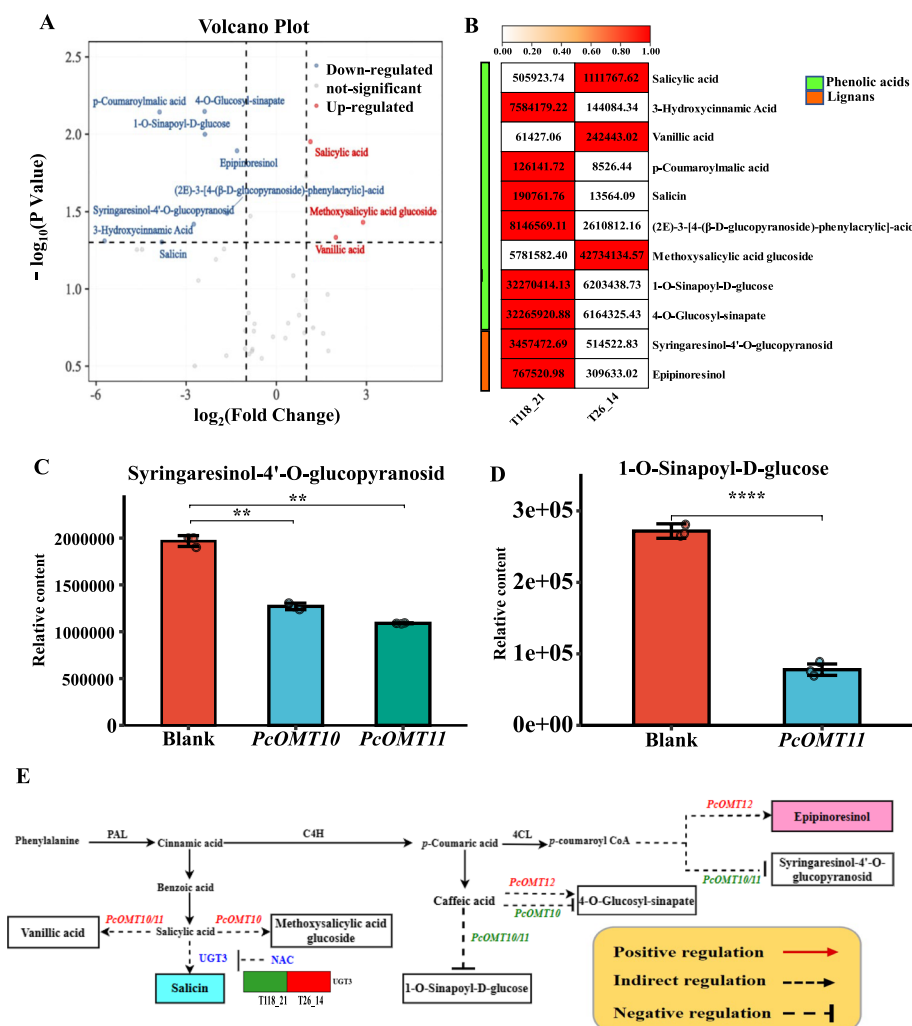 A
Volcano Plot
2.5
2.0
1.5
1.0
0.5
-6
-3
0
3
− log10(P Value)
log2(Fold Change)
Down-regulated
not-significant
Up-regulated
p-Coumaroylmalic acid
4-O-Glucosyl-sinapate
1-O-Sinapoyl-D-glucose
Salicylic acid
Epipinoresinol
(2E)-3-[4-(β-D-glucopyranoside)-phenylacrylic]-acid
Syringaresinol-4'-O-glucopyranosid
Methoxysalicylic acid glucoside
3-Hydroxycinnamic Acid
Vanillic acid
Salicin
B
0.00 0.20 0.40 0.60 0.80 1.00
505923.74 1111767.62 Salicylic acid
7584179.22 144084.34 3-Hydroxycinnamic Acid
61427.06 242443.02 Vanillic acid
126141.72 8526.44 p-Coumaroylmalic acid
190761.76 13564.09 Salicin
8146569.11 2610812.16 (2E)-3-[4-(β-D-glucopyranoside)-phenylacrylic]-acid
5781582.40 42734134.57 Methoxysalicylic acid glucoside
32270414.13 6203438.73 1-O-Sinapoyl-D-glucose
32265920.88 6164325.43 4-O-Glucosyl-sinapate
3457472.69 514522.83 Syringaresinol-4'-O-glucopyranosid
767520.98 309633.02 Epipinoresinol
T118_21 T26_14
Phenolic acids
Lignans
C
Syringaresinol-4'-O-glucopyranosid
**
**
2000000
1500000
1000000
500000
0
Relative content
Blank PcOMT10 PcOMT11
D
1-O-Sinapoyl-D-glucose
****
3e+05
2e+05
1e+05
0e+00
Relative content
Blank PcOMT11
E
Phenylalanine
PAL
Cinnamic acid
C4H
p-Coumaric acid
4CL
p-coumaroyl CoA
PcOMT12
Epipinoresinol
PcOMT10/11
Syringaresinol-4'-O-
glucopyranosid
Benzoic acid
Caffeic acid
PcOMT12
PcOMT10
4-O-Glucosyl-sinapate
Vanillic acid
PcOMT10/11
Salicylic acid
PcOMT10
Methoxysalicylic acid
glucoside
PcOMT10/11
UGT3
NAC
Salicin
UGT3
T118_21
T26_14
1-O-Sinapoyl-D-glucose
Positive regulation
Indirect regulation
Negative regulation